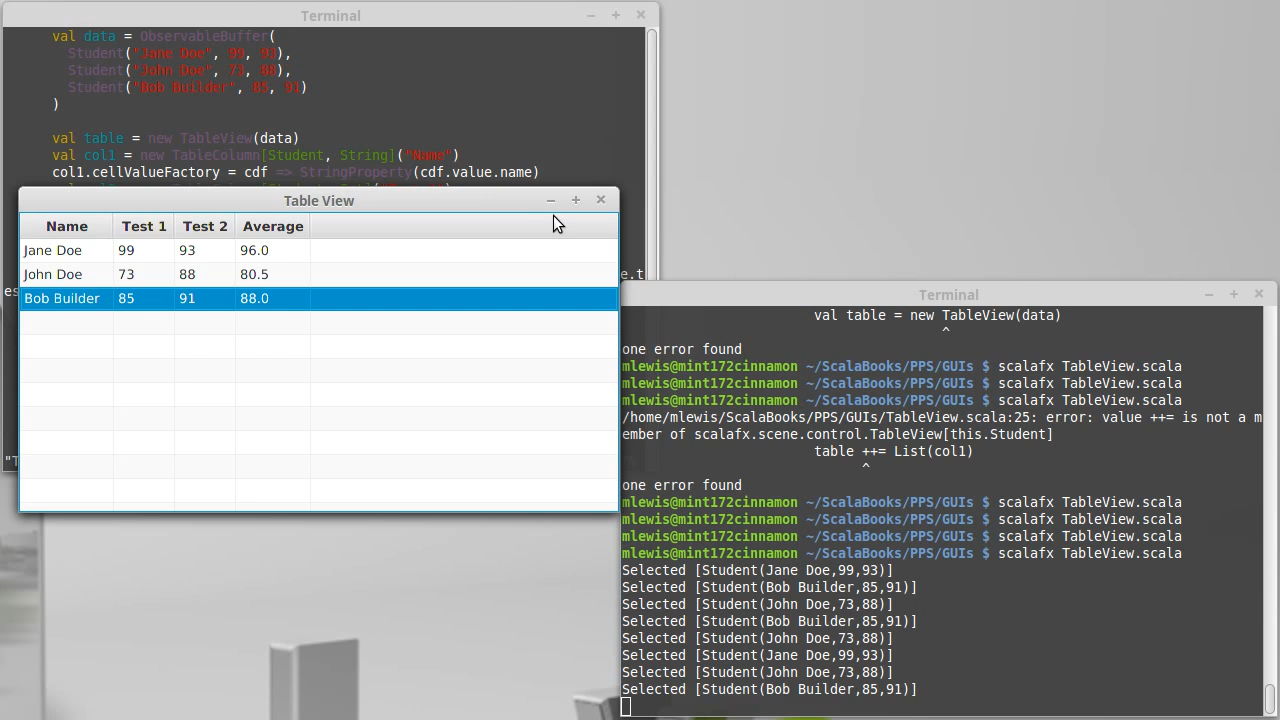 Terminal
val data = ObservableBuffer(
Student("Jane Doe", 99, 93),
Student("John Doe", 73, 88),
Student("Bob Builder", 85, 91)
)
val table = new TableView(data)
val col1 = new TableColumn[Student, String]("Name")
col1.cellValueFactory = cdf => StringProperty(cdf.value.name)
e.t
es
"T
Table View
Name Test 1 Test 2 Average
Jane Doe 99 93 96.0
John Doe 73 88 80.5
Bob Builder 85 91 88.0
Terminal
val table = new TableView(data)
^
one error found
mlewis@mint172cinnamon ~/ScalaBooks/PPS/GUIs $ scalafx TableView.scala
mlewis@mint172cinnamon ~/ScalaBooks/PPS/GUIs $ scalafx TableView.scala
mlewis@mint172cinnamon ~/ScalaBooks/PPS/GUIs $ scalafx TableView.scala
/home/mlewis/ScalaBooks/PPS/GUIs/TableView.scala:25: error: value ++= is not a m
ember of scalafx.scene.control.TableView[this.Student]
table ++= List(col1)
^
one error found
mlewis@mint172cinnamon ~/ScalaBooks/PPS/GUIs $ scalafx TableView.scala
mlewis@mint172cinnamon ~/ScalaBooks/PPS/GUIs $ scalafx TableView.scala
mlewis@mint172cinnamon ~/ScalaBooks/PPS/GUIs $ scalafx TableView.scala
mlewis@mint172cinnamon ~/ScalaBooks/PPS/GUIs $ scalafx TableView.scala
Selected [Student(Jane Doe,99,93)]
Selected [Student(Bob Builder,85,91)]
Selected [Student(John Doe,73,88)]
Selected [Student(Bob Builder,85,91)]
Selected [Student(John Doe,73,88)]
Selected [Student(Jane Doe,99,93)]
Selected [Student(John Doe,73,88)]
Selected [Student(Bob Builder,85,91)]